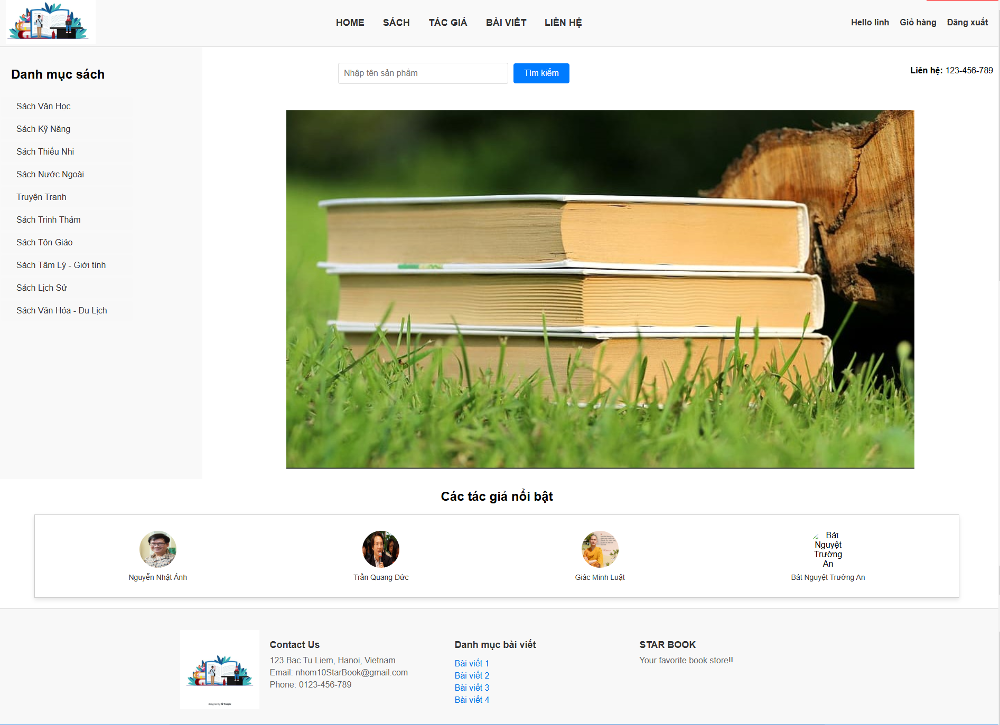 HOME SÁCH TÁC GIẢ BÀI VIẾT LIÊN HỆ
Hello linh Giỏ hàng Đăng xuất
Danh mục sách
Sách Văn Học
Sách Kỹ Năng
Sách Thiếu Nhi
Sách Nước Ngoài
Truyện Tranh
Sách Trinh Thám
Sách Tôn Giáo
Sách Tâm Lý - Giới tính
Sách Lịch Sử
Sách Văn Hóa - Du Lịch
Nhập tên sản phẩm
Tìm kiếm
Liên hệ: 123-456-789
Các tác giả nổi bật
Nguyễn Nhật Ánh
Trần Quang Đức
Giác Minh Luật
Bát
Nguyệt
Trường
An
Bát Nguyệt Trường An
designed by freepik
Contact Us
123 Bac Tu Liem, Hanoi, Vietnam
Email: nhom10StarBook@gmail.com
Phone: 0123-456-789
Danh mục bài viết
Bài viết 1
Bài viết 2
Bài viết 3
Bài viết 4
STAR BOOK
Your favorite book store!!